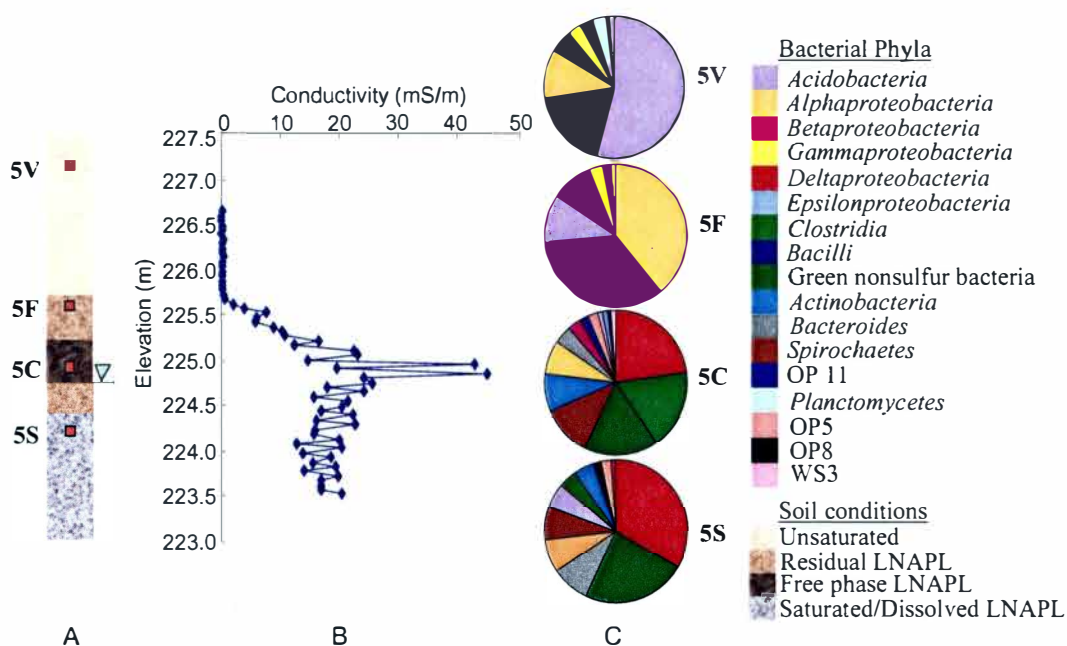 Conductivity (mS/m)
0 10 20 30 40 50
Elevation (m)
227.5
227.0
226.5
226.0
225.5
225.0
224.5
224.0
223.5
223.0
5V
5F
5C
5S
5V
5F
5C
5S
Bacterial Phyla
Acidobacteria
Alphaproteobacteria
Betaproteobacteria
Gammaproteobacteria
Deltaproteobacteria
Epsilonproteobacteria
Clostridia
Bacilli
Green nonsulfur bacteria
Actinobacteria
Bacteroides
Spirochaetes
OP 11
Planctomycetes
OP5
OP8
WS3
Soil conditions
Unsaturated
Residual LNAPL
Free phase LNAPL
Saturated/Dissolved LNAPL
A
B
C